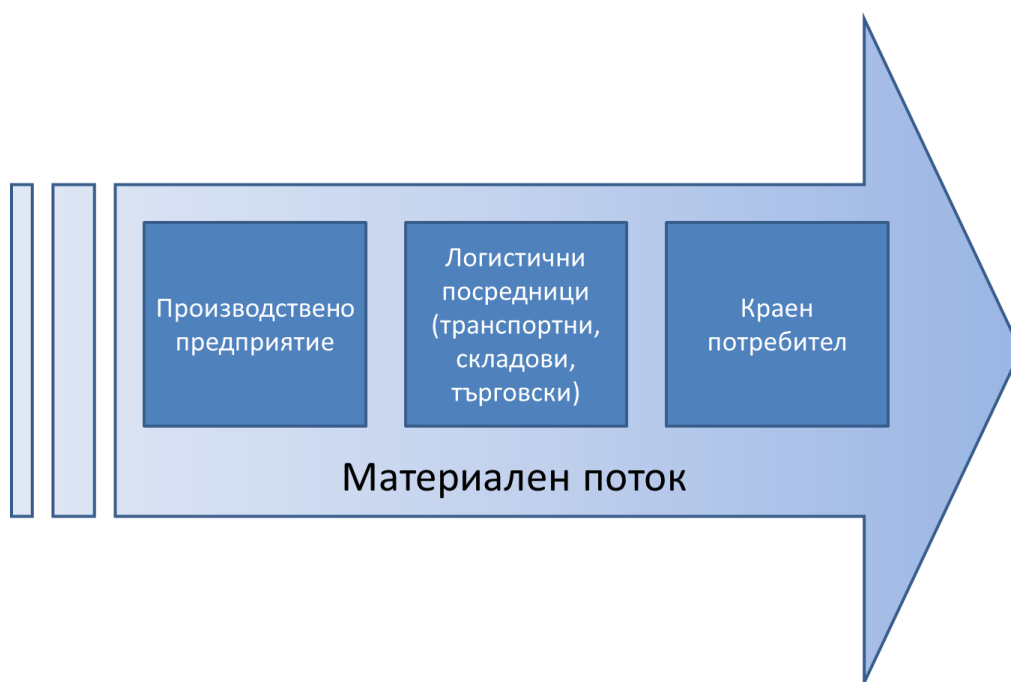 Производствено
предприятие
Логистични
посредници
(транспортни,
складови,
търговски)
Краен
потребител
Материален поток